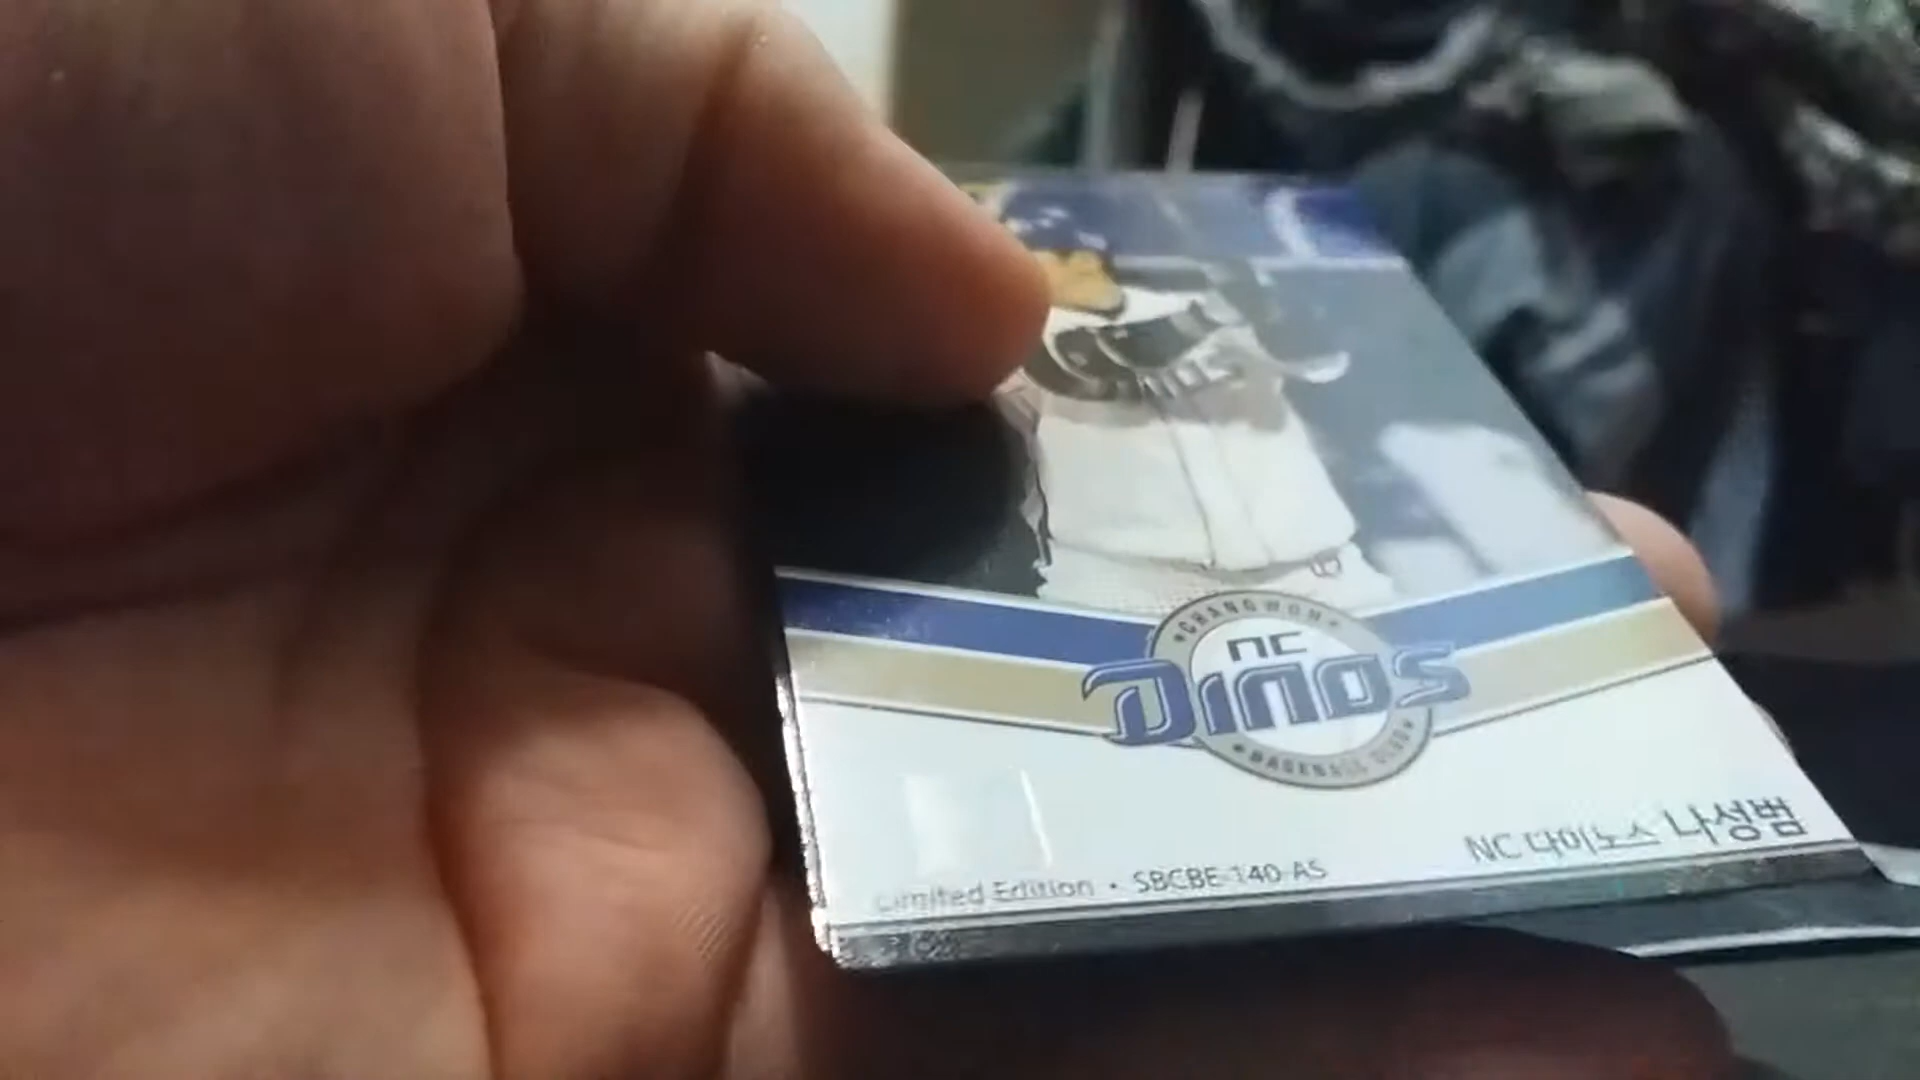 CHANGWON
NC
DINOS
BASEBALL CLUB
NC 다이노스 나성범
Limited Edition • SBCBE-140-AS